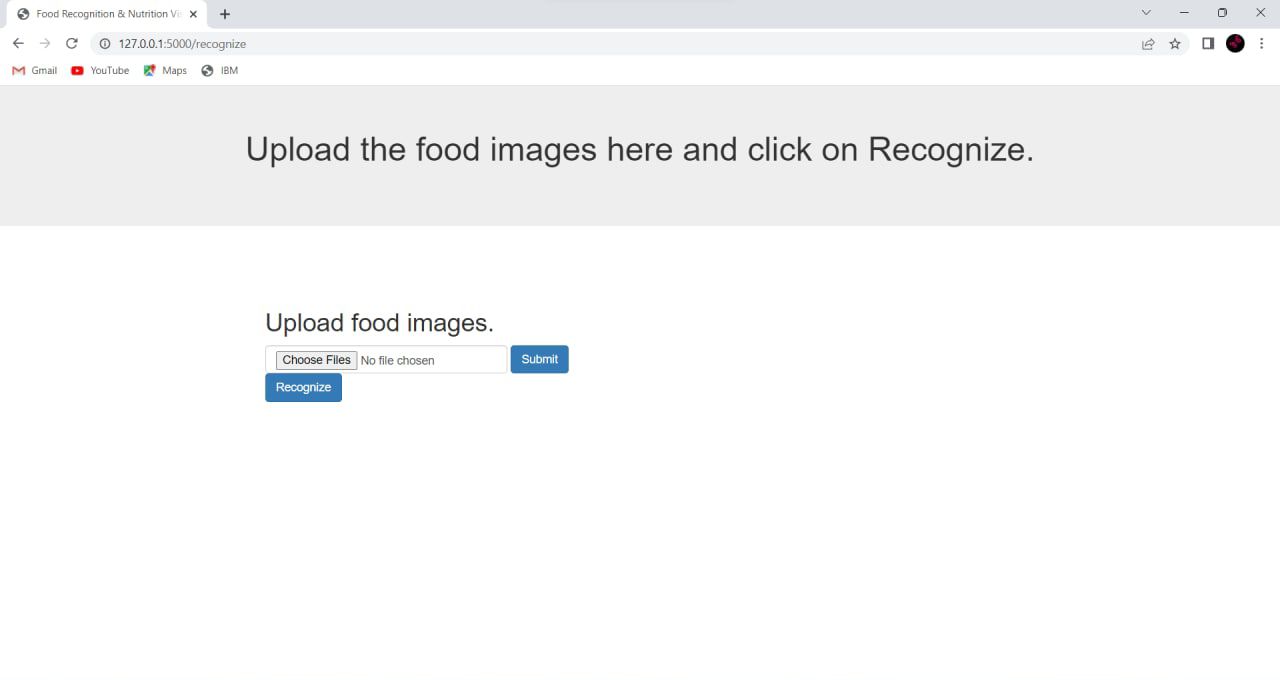 Food Recognition & Nutrition Vi
127.0.0.1:5000/recognize
Gmail YouTube Maps IBM
Upload the food images here and click on Recognize.
Upload food images.
Choose Files No file chosen Submit
Recognize